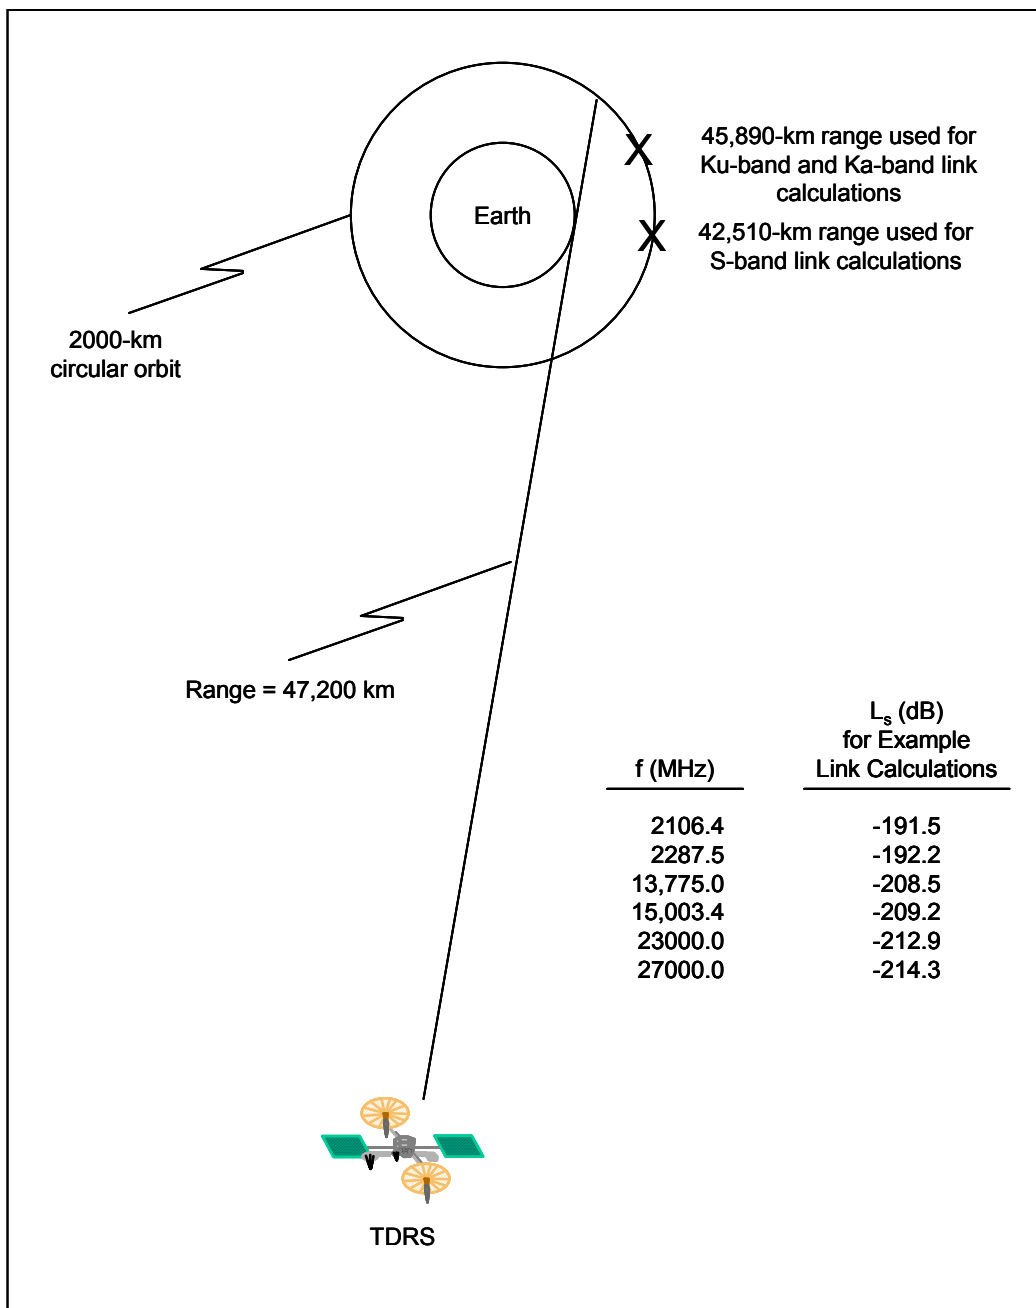 45,890-km range used for
Ku-band and Ka-band link
calculations
Earth
42,510-km range used for
S-band link calculations
2000-km
circular orbit
Range = 47,200 km
Ls (dB)
for Example
f (MHz) Link Calculations
2106.4 -191.5
2287.5 -192.2
13,775.0 -208.5
15,003.4 -209.2
23000.0 -212.9
27000.0 -214.3
TDRS